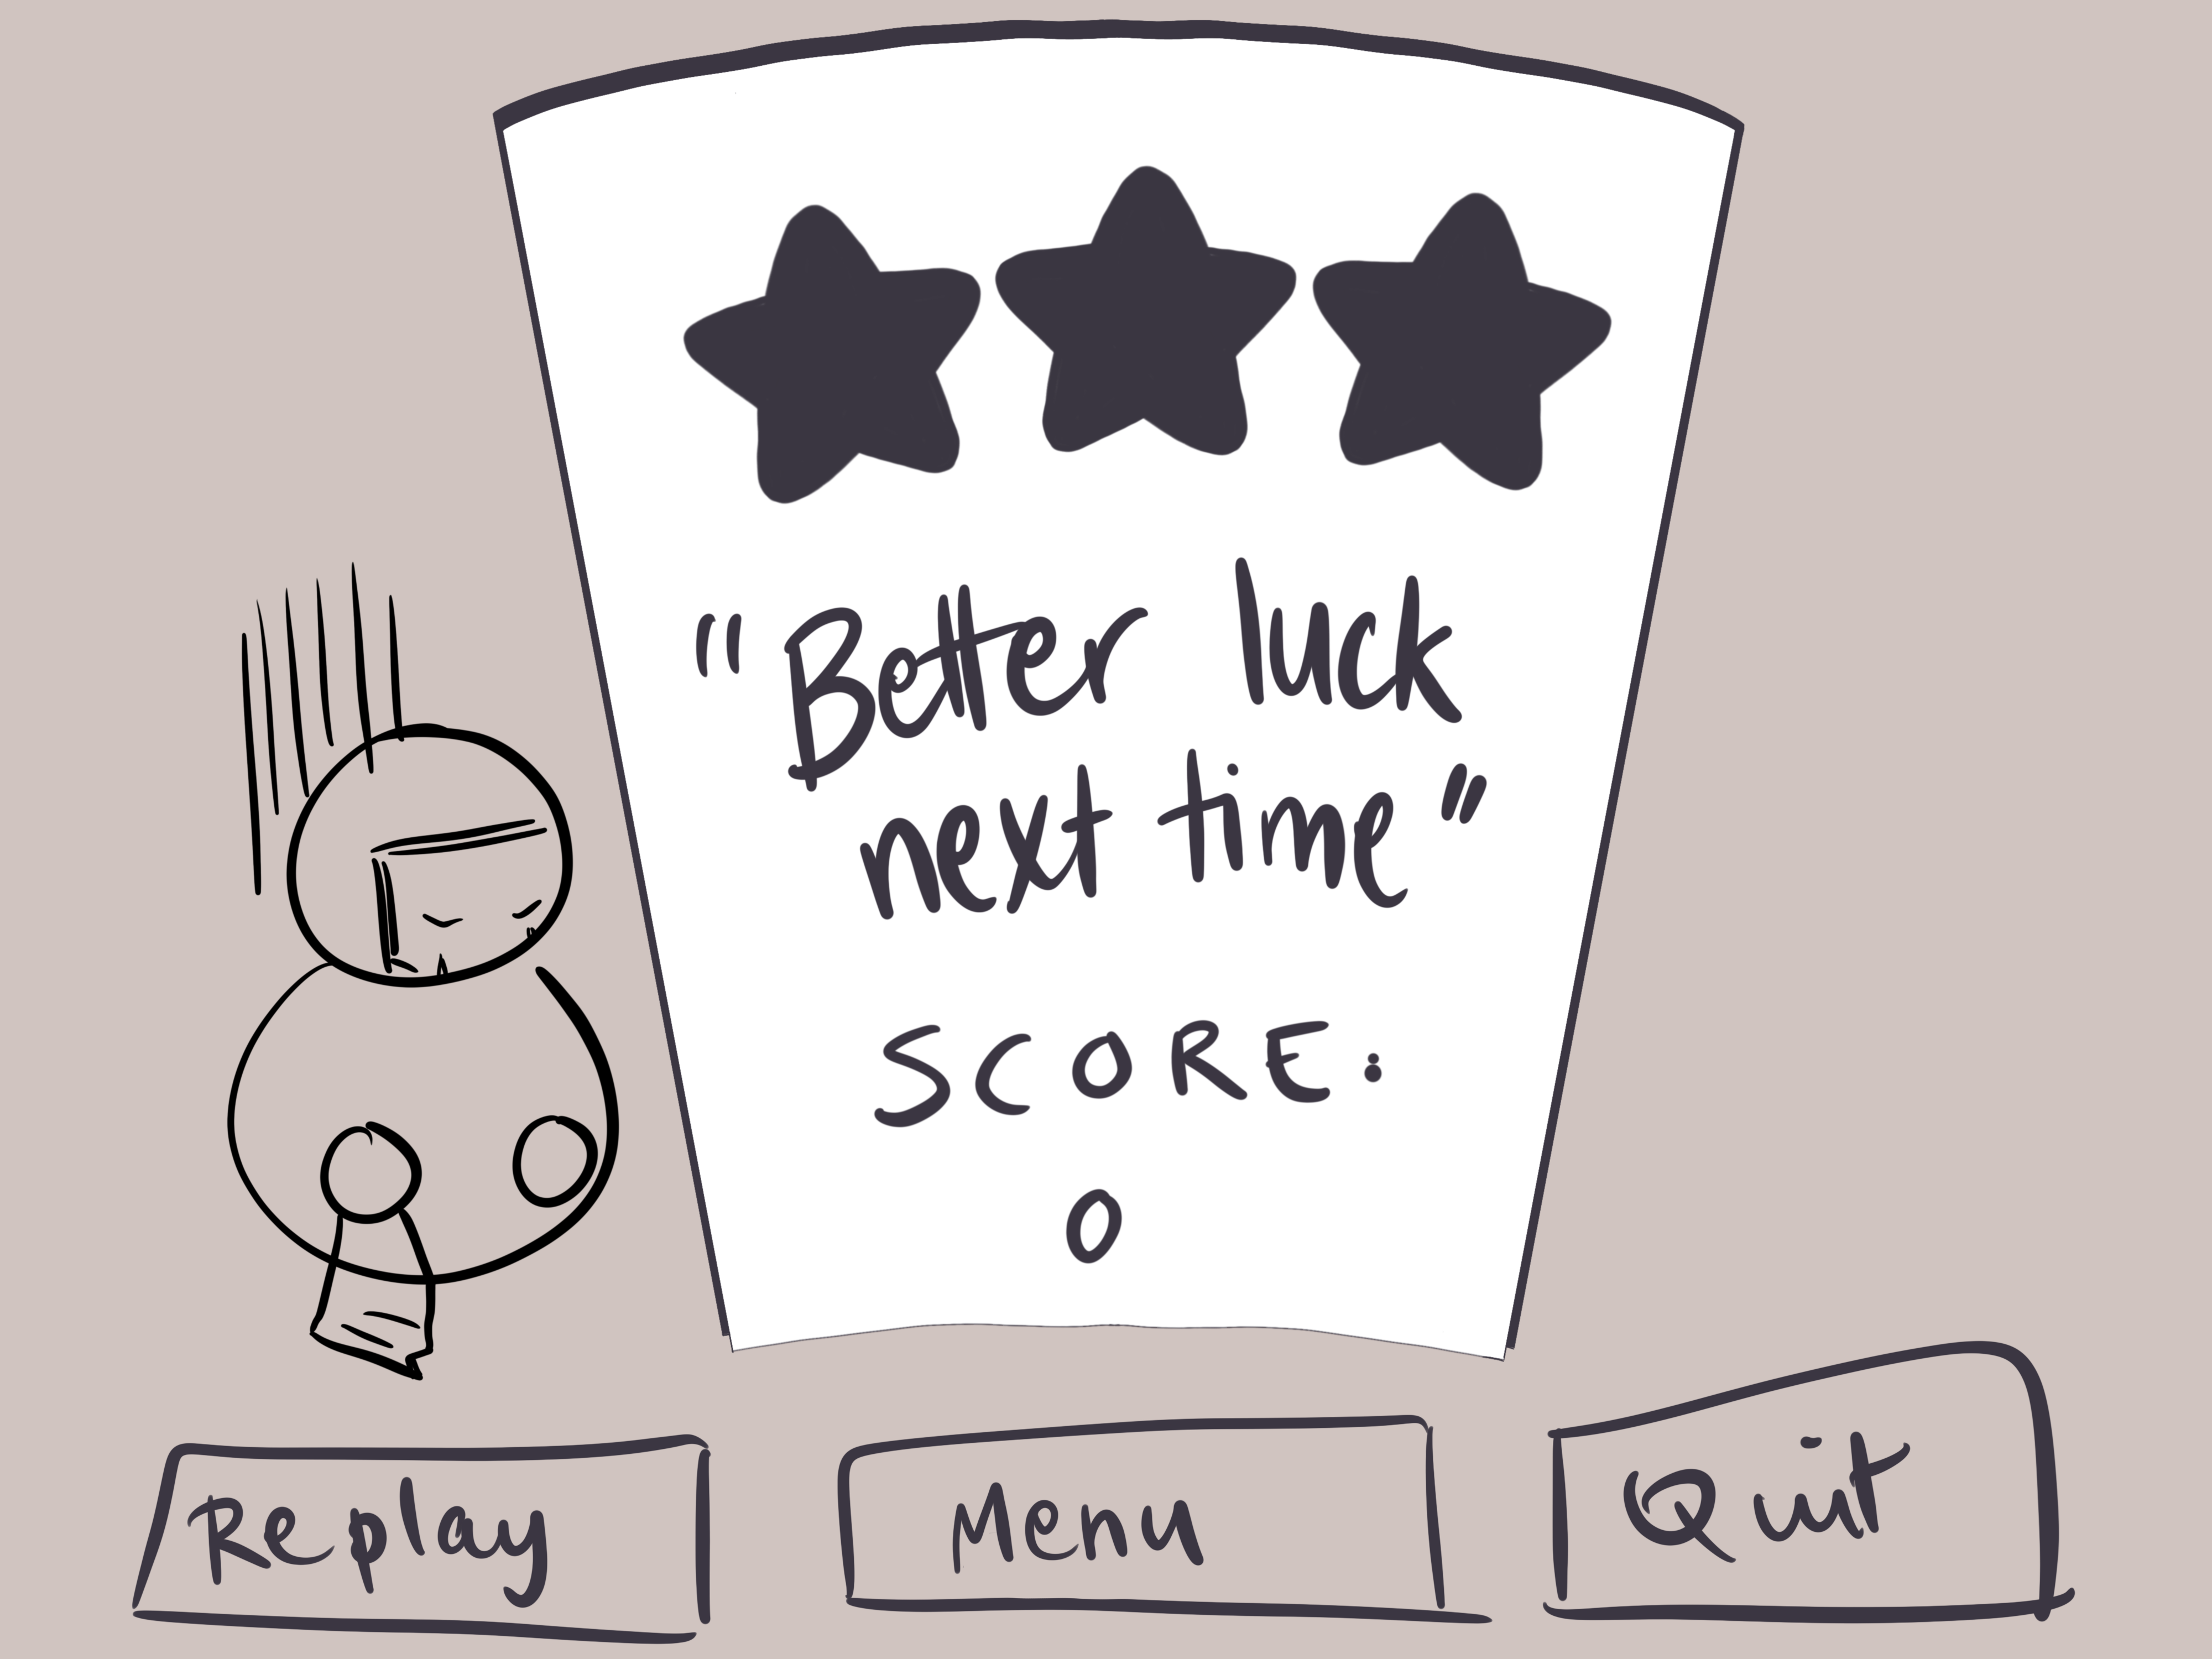 "Better luck
next time"
SCORE:
0
Replay
Menu
Quit